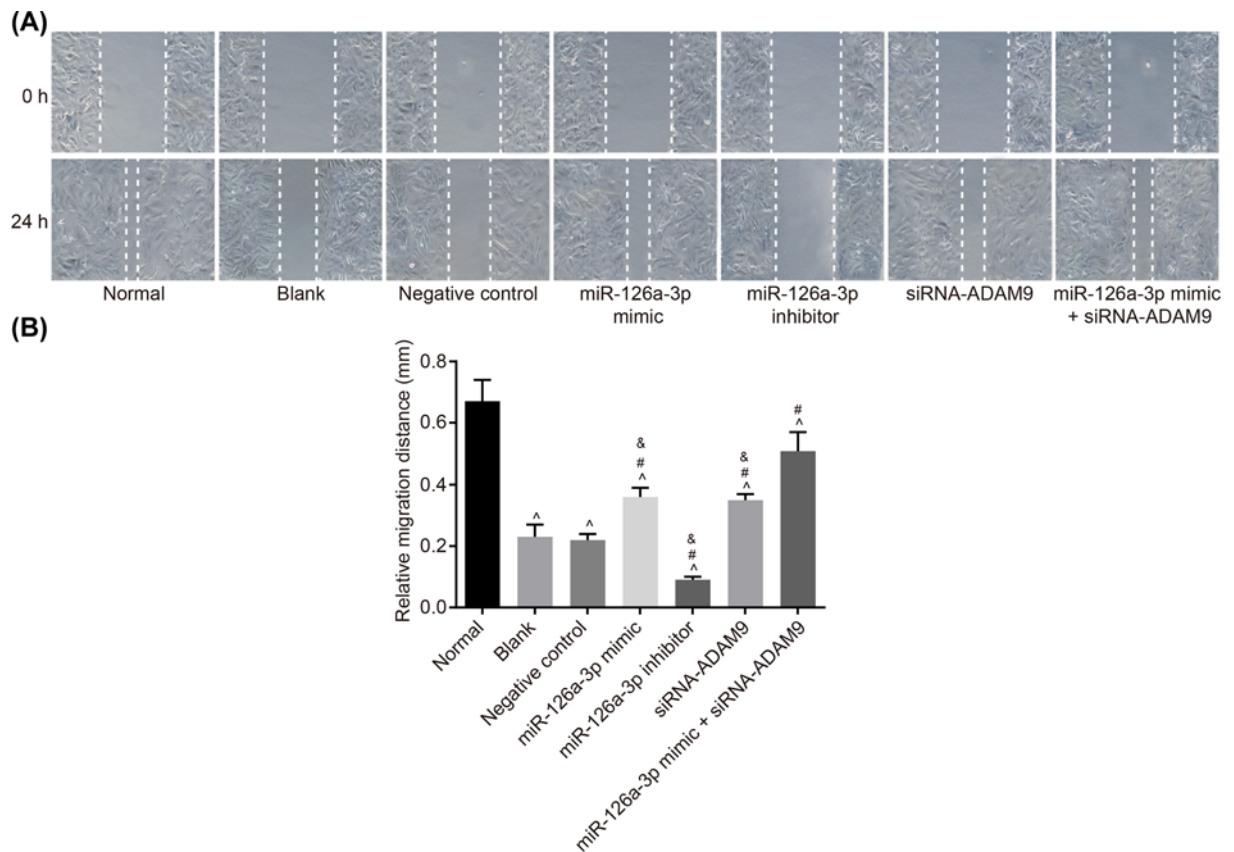 (A)
0 h
24 h
Normal
Blank
Negative control
miR-126a-3p
mimic
miR-126a-3p
inhibitor
siRNA-ADAM9
miR-126a-3p mimic
+ siRNA-ADAM9
(B)
Relative migration distance (mm)
0.8
0.6
0.4
0.2
0.0
^
^
&
#
^
&
#
^
&
#
^
#
^
Normal
Blank
Negative control
miR-126a-3p mimic
miR-126a-3p inhibitor
siRNA-ADAM9
miR-126a-3p mimic + siRNA-ADAM9